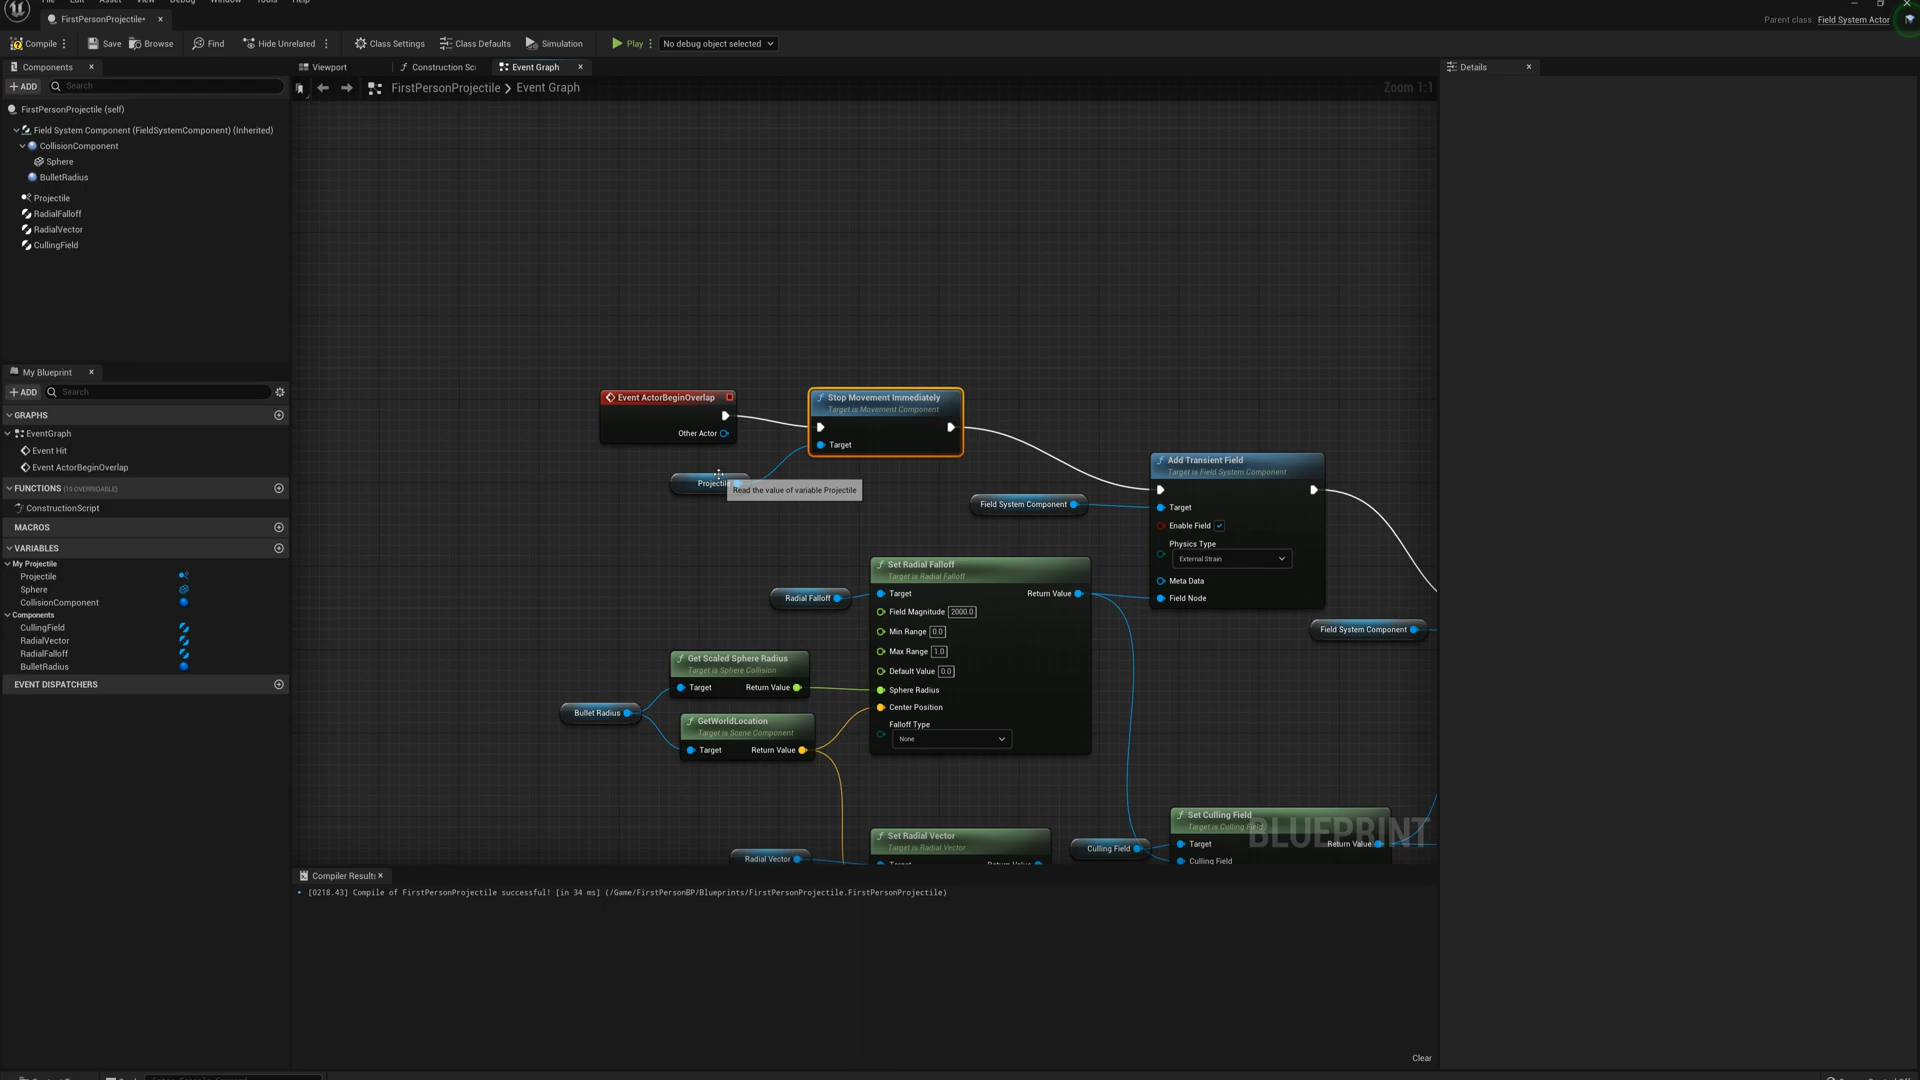 FirstPersonProjectile*
Parent class: Field System Actor
Compile
Save
Browse
Find
Hide Unrelated
Class Settings
Class Defaults
Simulation
Play
No debug object selected
Components
Viewport
Construction Sc
Event Graph
Details
+ ADD
Search
FirstPersonProjectile > Event Graph
Zoom 1:1
FirstPersonProjectile (self)
Field System Component (FieldSystemComponent) (Inherited)
CollisionComponent
Sphere
BulletRadius
Projectile
RadialFalloff
RadialVector
CullingField
My Blueprint
+ ADD
Search
GRAPHS
EventGraph
Event Hit
Event ActorBeginOverlap
FUNCTIONS (19 OVERRIDABLE)
ConstructionScript
MACROS
VARIABLES
My Projectile
Projectile
Sphere
CollisionComponent
Components
CullingField
RadialVector
RadialFalloff
BulletRadius
EVENT DISPATCHERS
Event ActorBeginOverlap
Other Actor
Stop Movement Immediately
Target is Movement Component
Target
Projectile
Read the value of variable Projectile
Field System Component
Add Transient Field
Target is Field System Component
Target
Enable Field
Physics Type
External Strain
Meta Data
Field Node
Field System Component
Radial Falloff
Set Radial Falloff
Target is Radial Falloff
Target
Return Value
Field Magnitude 2000.0
Min Range 0.0
Max Range 1.0
Default Value 0.0
Sphere Radius
Center Position
Falloff Type
None
Get Scaled Sphere Radius
Target is Sphere Collision
Target
Return Value
Bullet Radius
GetWorldLocation
Target is Scene Component
Target
Return Value
Radial Vector
Set Radial Vector
Target is Radial Vector
Target
Return Value
Culling Field
Set Culling Field
Target is Culling Field
Target
Return Value
Culling Field
BLUEPRINT
Compiler Results
[0218.43] Compile of FirstPersonProjectile successful! [in 34 ms] (/Game/FirstPersonBP/Blueprints/FirstPersonProjectile.FirstPersonProjectile)
Clear